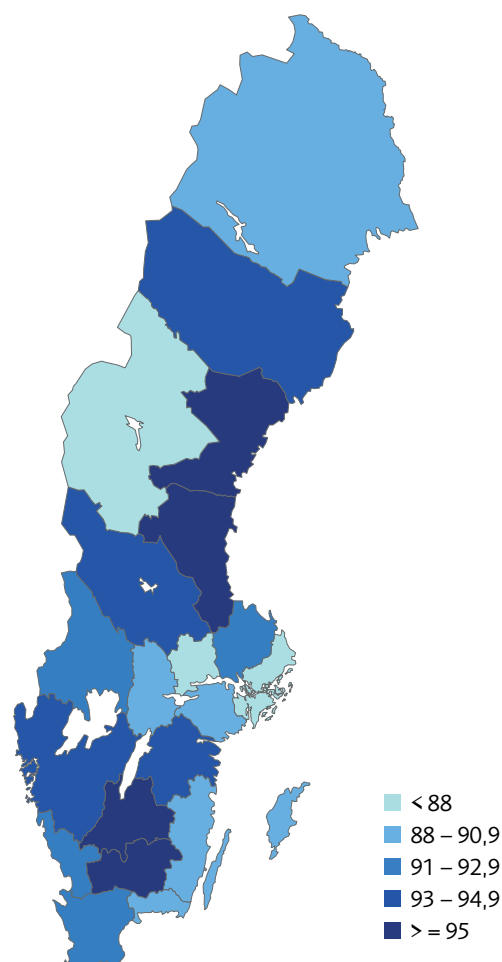 < 88
88 – 90,9
91 – 92,9
93 – 94,9
> = 95